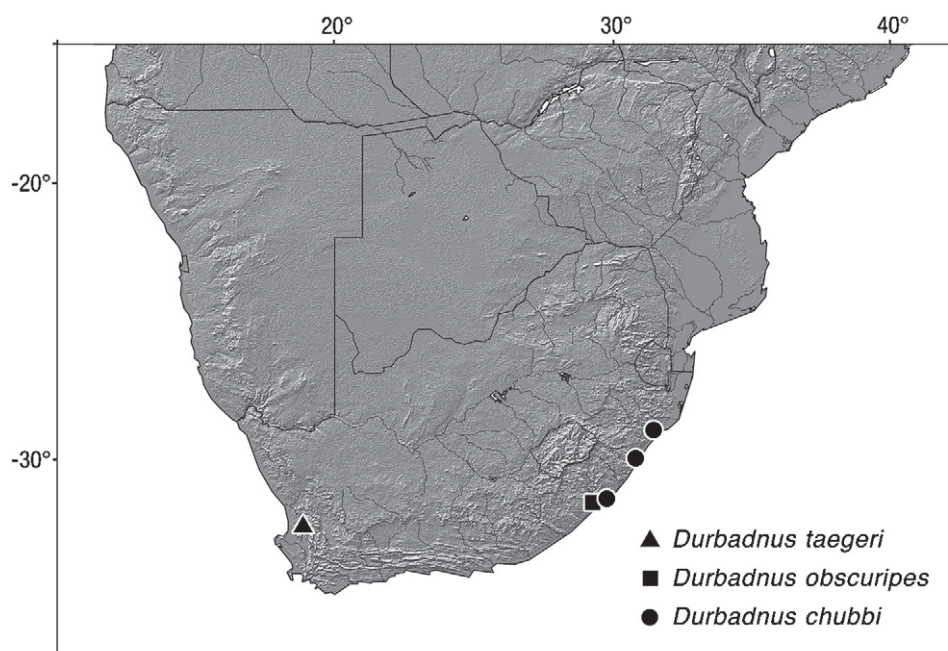 20° 30° 40°
-20°
-30°
Durbadnus taegeri
Durbadnus obscuripes
Durbadnus chubbi